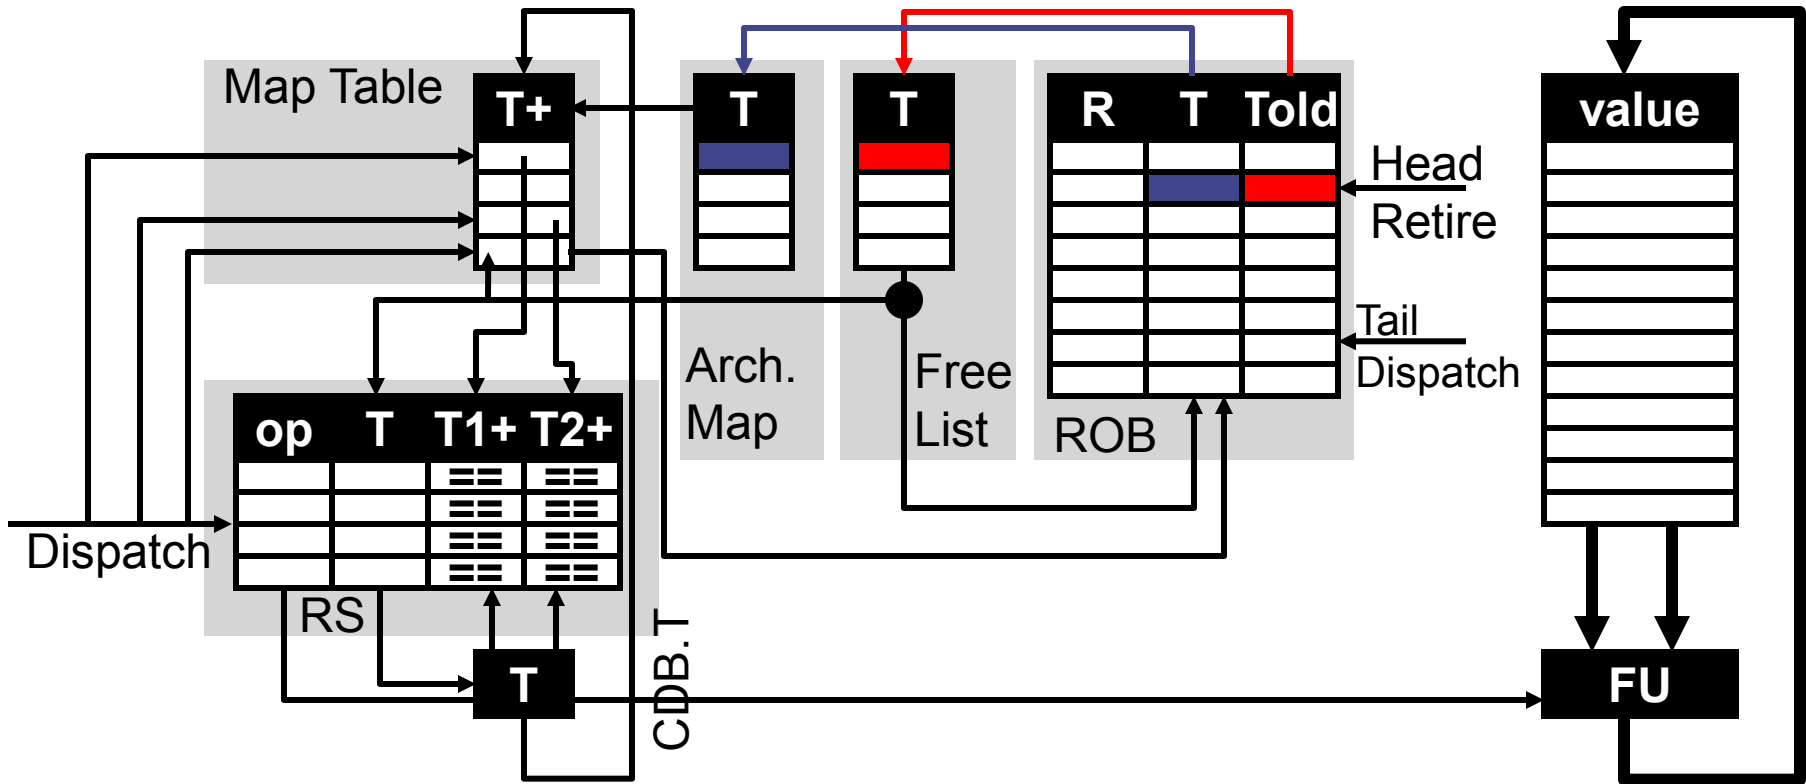 Map Table
T+
T
T
R T Told
value
Head
Retire
Tail
Dispatch
Arch.
Map
Free
List
ROB
op T T1+ T2+
== ==
== ==
== ==
== ==
Dispatch
RS
CDB.T
T
FU